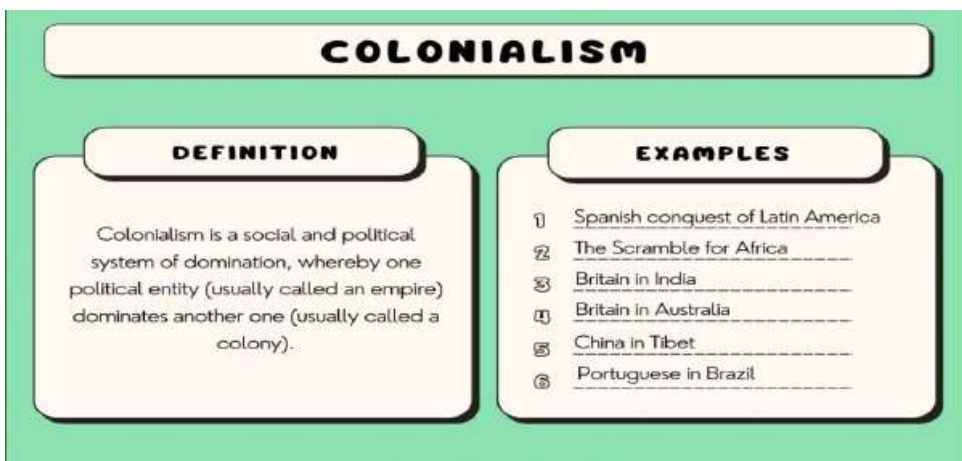 COLONIALISM
DEFINITION
Colonialism is a social and political
system of domination, whereby one
political entity (usually called an empire)
dominates another one (usually called a
colony).
EXAMPLES
1 Spanish conquest of Latin America
2 The Scramble for Africa
3 Britain in India
4 Britain in Australia
5 China in Tibet
6 Portuguese in Brazil